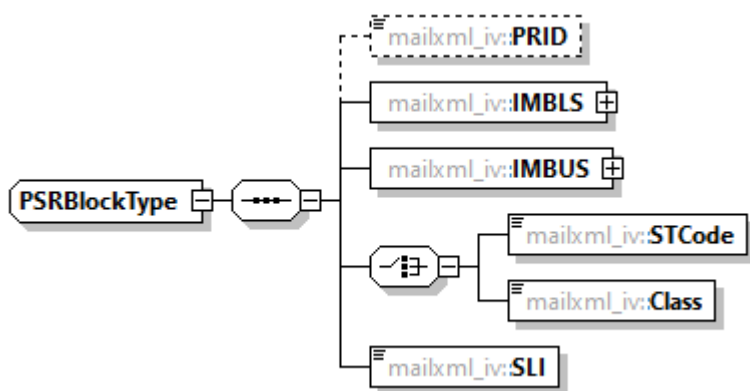 mailxml_iv::PRID
mailxml_iv::IMBLS
mailxml_iv::IMBUS
PSRBlockType
mailxml_iv::STCode
mailxml_iv::Class
mailxml_iv::SLI